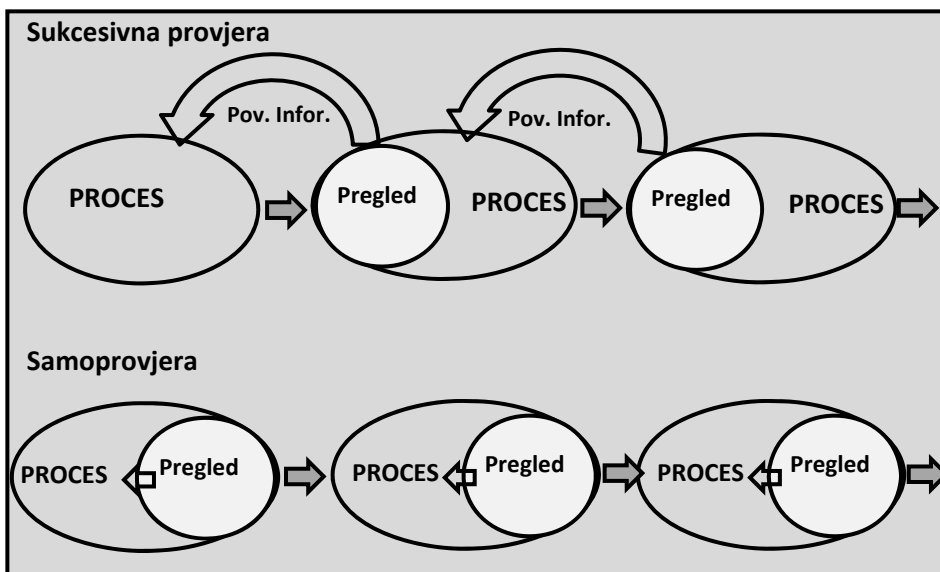 Sukcesivna provjera
Pov. Infor.
Pov. Infor.
PROCES
Pregled
PROCES
Pregled
PROCES
Samoprovjera
PROCES
Pregled
PROCES
Pregled
PROCES
Pregled